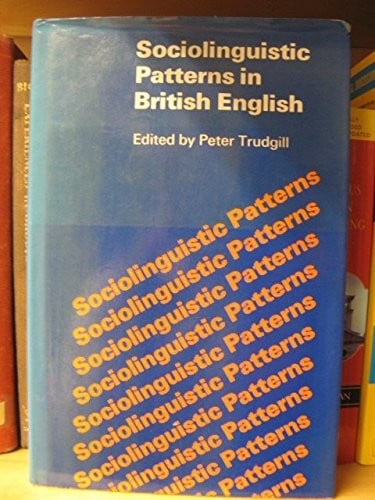 Sociolinguistic
Patterns in
British English
Edited by Peter Trudgill
Sociolinguistic Patterns
Sociolinguistic Patterns
Sociolinguistic Patterns
Sociolinguistic Patterns
Sociolinguistic Patterns
Sociolinguistic Patterns
Sociolinguistic Patterns
Patterns
Patterns